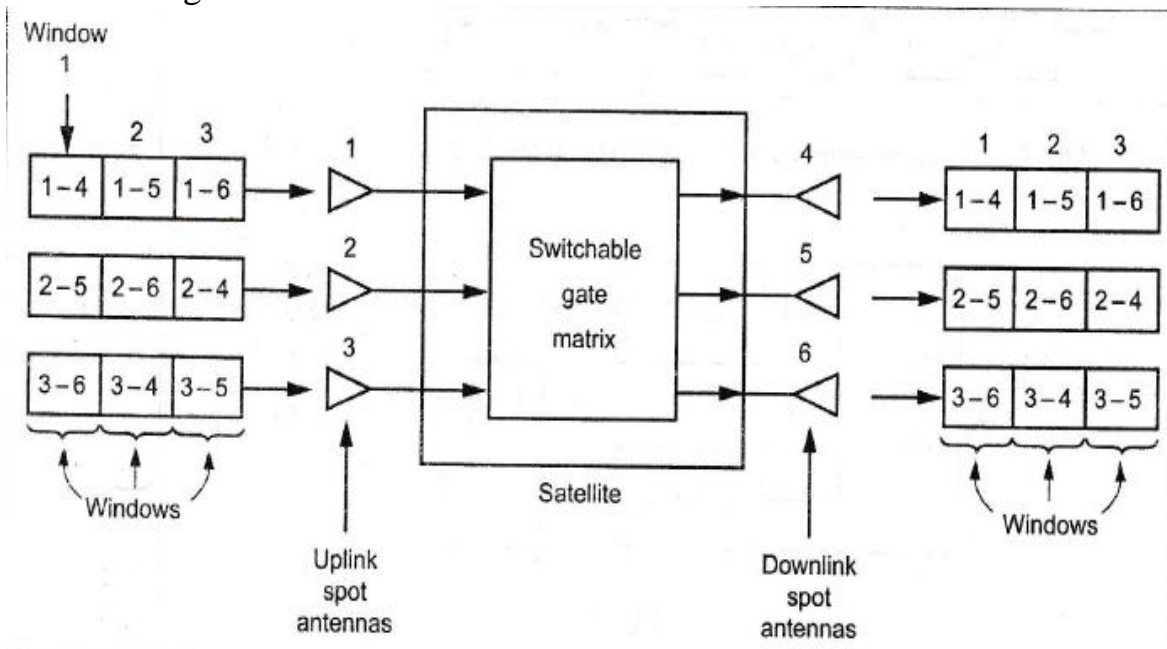 Window
1
2 3
1-4 1-5 1-6
2-5 2-6 2-4
3-6 3-4 3-5
Windows
1
2
3
Uplink
spot
antennas
Switchable
gate
matrix
Satellite
4
5
6
Downlink
spot
antennas
1 2 3
1-4 1-5 1-6
2-5 2-6 2-4
3-6 3-4 3-5
Windows